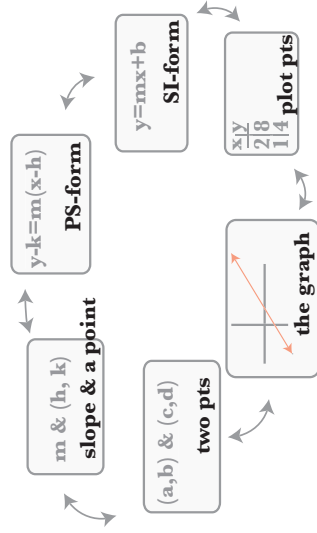 m & (h, k)
slope & a point
y-k=m(x-h)
PS-form
y=mx+b
SI-form
x y
2 8
1 4
plot pts
the graph
(a,b) & (c,d)
two pts